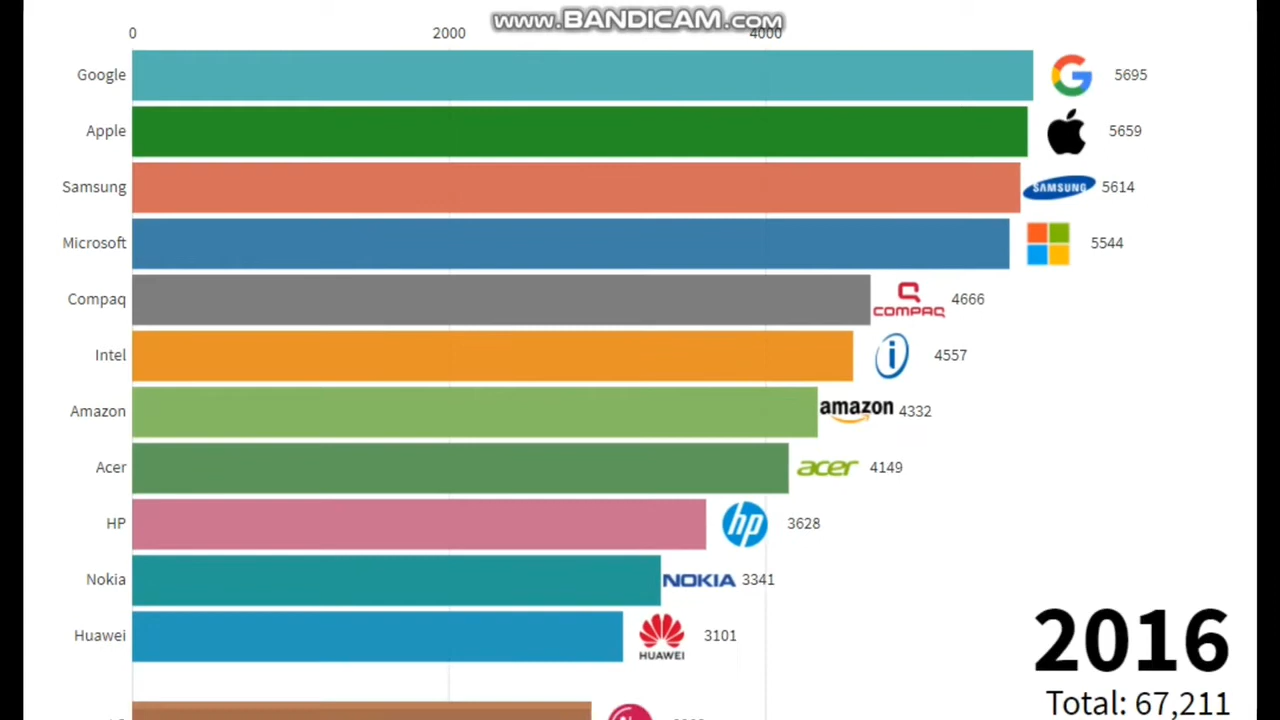 www.BANDICAM.com
0 2000 4000
Google G 5695
Apple 5659
Samsung SAMSUNG 5614
Microsoft 5544
Compaq COMPAQ 4666
Intel i 4557
Amazon amazon 4332
Acer acer 4149
HP hp 3628
Nokia NOKIA 3341
Huawei HUAWEI 3101
2016
Total: 67,211